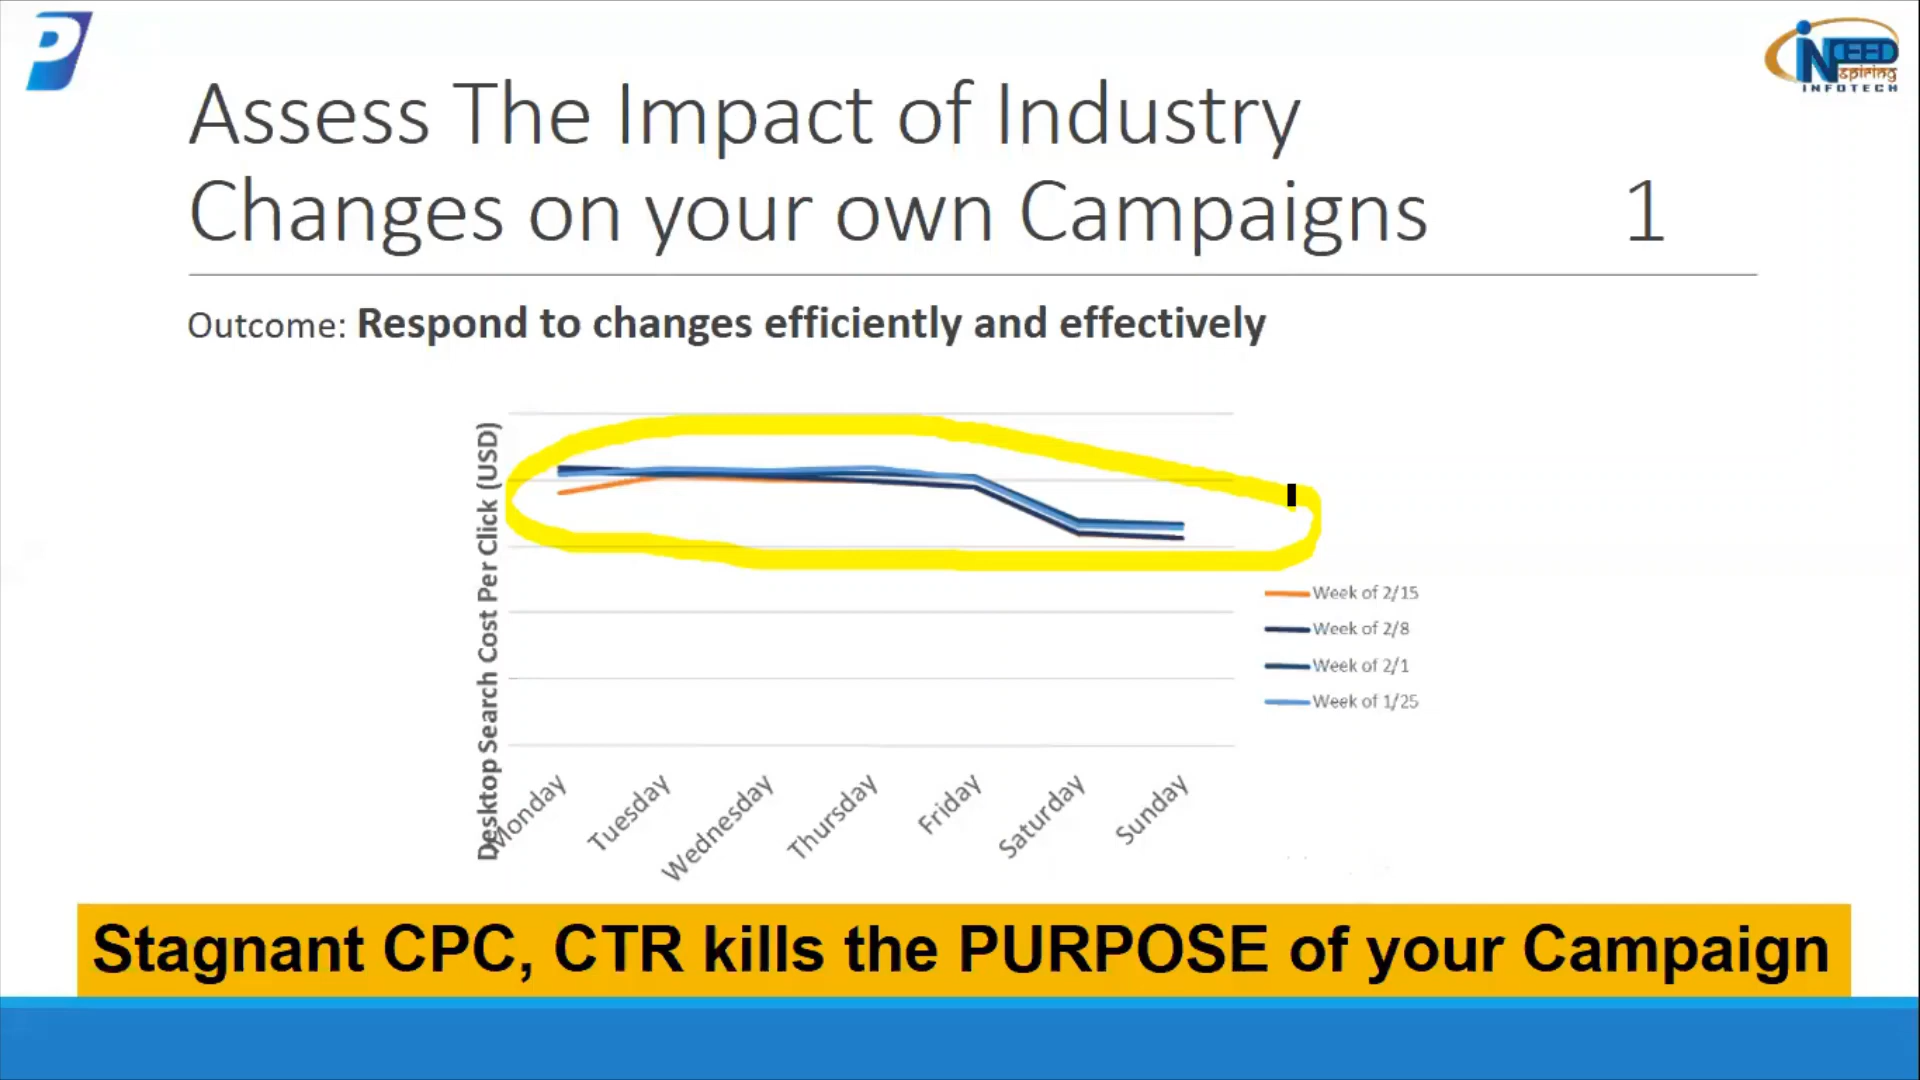 P
iNEED
nspiring
INFOTECH
Assess The Impact of Industry
Changes on your own Campaigns 1
Outcome: Respond to changes efficiently and effectively
Desktop Search Cost Per Click (USD)
Week of 2/15
Week of 2/8
Week of 2/1
Week of 1/25
Monday
Tuesday
Wednesday
Thursday
Friday
Saturday
Sunday
Stagnant CPC, CTR kills the PURPOSE of your Campaign